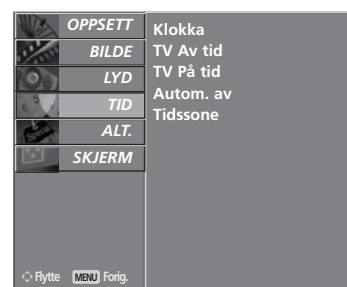 OPPSETT
BILDE
LYD
TID
ALT.
SKJERM
Klokka
TV Av tid
TV På tid
Autom. av
Tidssone
Flytte MENU Forig.